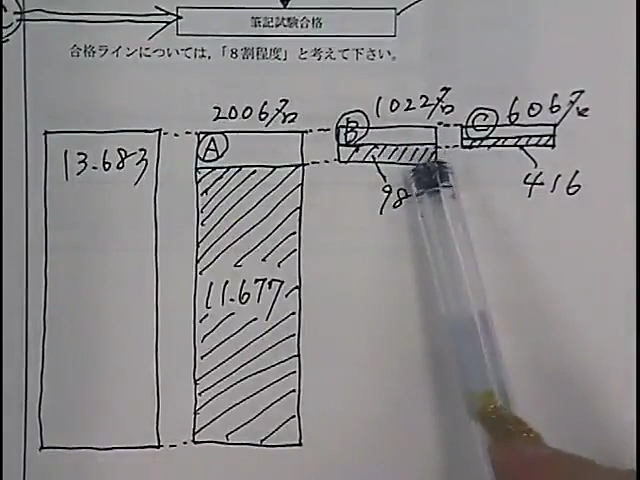 筆記試験合格
合格ラインについては，「8割程度」と考えて下さい。
2006名
1022名
606名
A
B
C
13.683
11.677
98
416